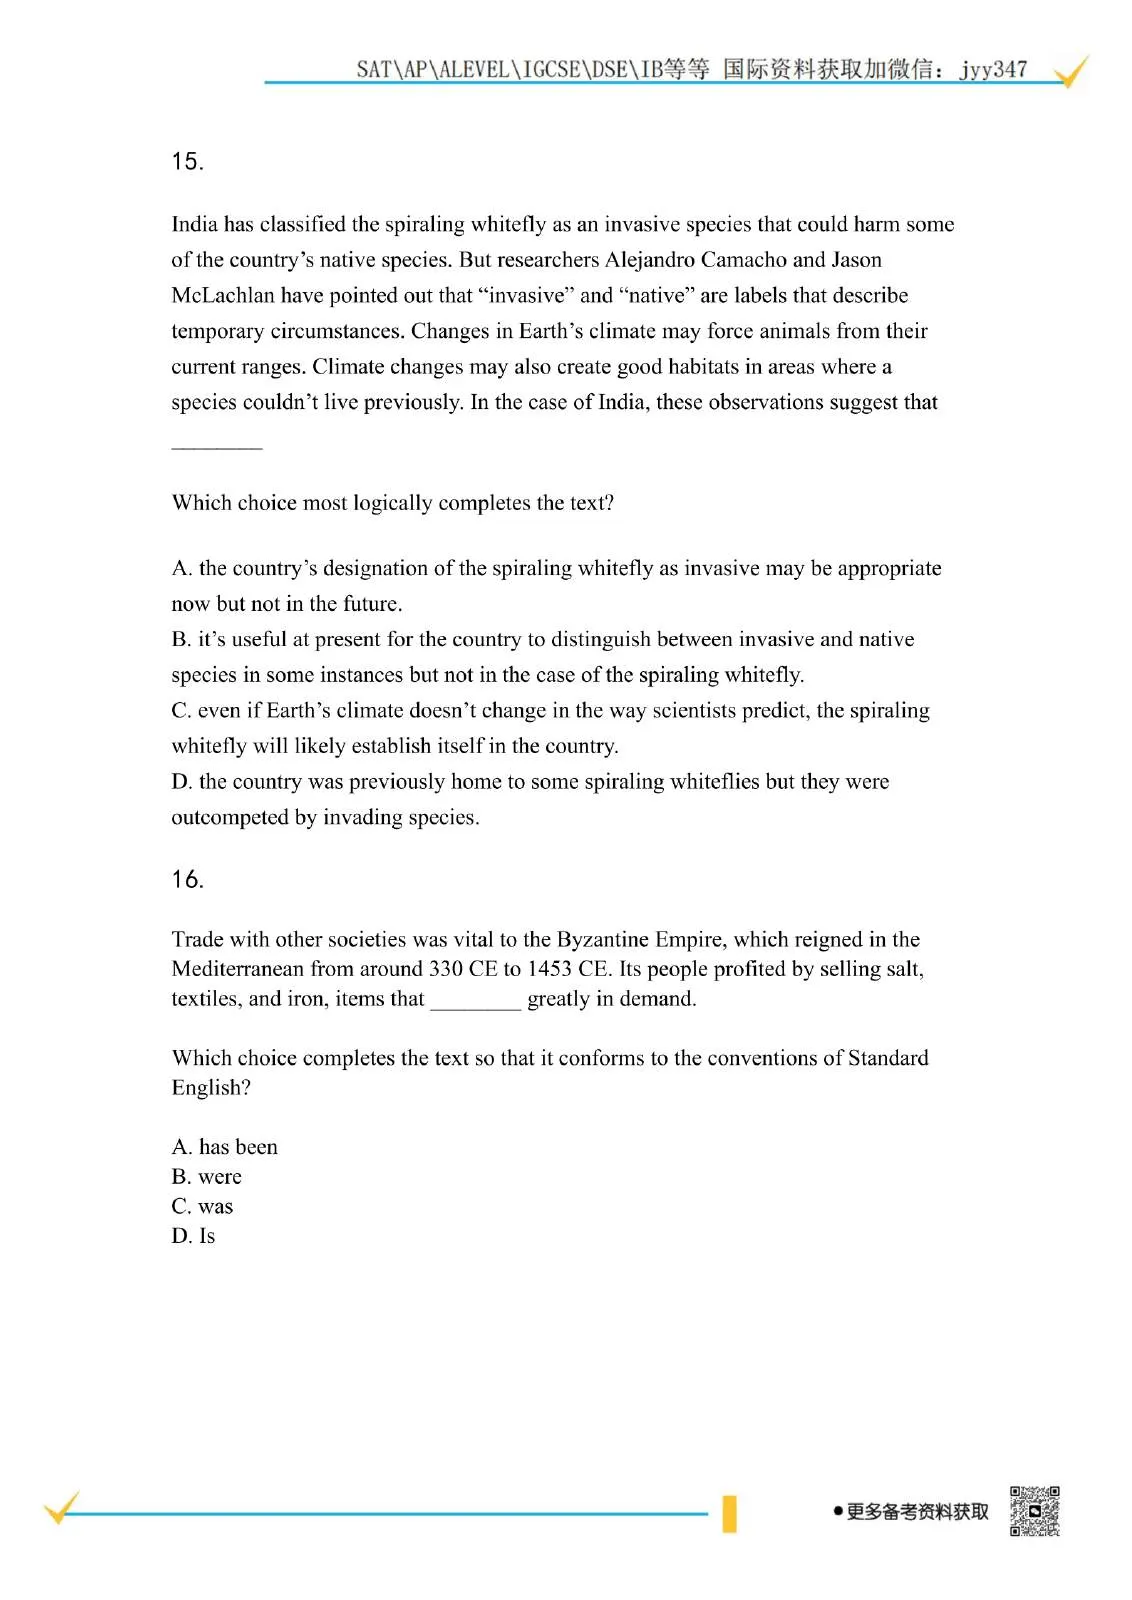 SAT\AP\ALEVEL\IGCSE\DSE\IB等等 国际资料获取加微信: jyy347
15.
India has classified the spiraling whitefly as an invasive species that could harm some
of the country’s native species. But researchers Alejandro Camacho and Jason
McLachlan have pointed out that “invasive” and “native” are labels that describe
temporary circumstances. Changes in Earth’s climate may force animals from their
current ranges. Climate changes may also create good habitats in areas where a
species couldn’t live previously. In the case of India, these observations suggest that
________
Which choice most logically completes the text?
A. the country’s designation of the spiraling whitefly as invasive may be appropriate
now but not in the future.
B. it’s useful at present for the country to distinguish between invasive and native
species in some instances but not in the case of the spiraling whitefly.
C. even if Earth’s climate doesn’t change in the way scientists predict, the spiraling
whitefly will likely establish itself in the country.
D. the country was previously home to some spiraling whiteflies but they were
outcompeted by invading species.
16.
Trade with other societies was vital to the Byzantine Empire, which reigned in the
Mediterranean from around 330 CE to 1453 CE. Its people profited by selling salt,
textiles, and iron, items that ________ greatly in demand.
Which choice completes the text so that it conforms to the conventions of Standard
English?
A. has been
B. were
C. was
D. Is
●更多备考资料获取